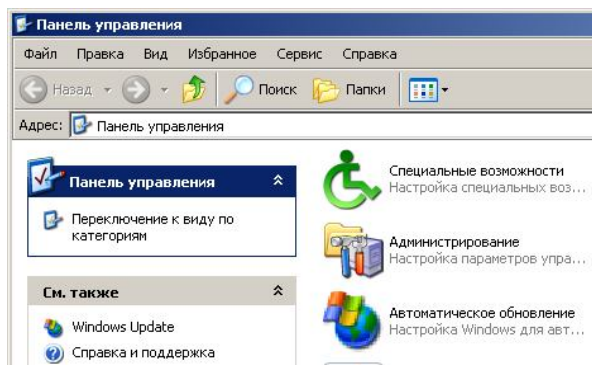 Панель управления
Файл Правка Вид Избранное Сервис Справка
Назад Поиск Папки
Адрес: Панель управления
Панель управления
Переключение к виду по
категориям
См. также
Windows Update
Справка и поддержка
Специальные возможности
Настройка специальных воз...
Администрирование
Настройка параметров упра...
Автоматическое обновление
Настройка Windows для авт...